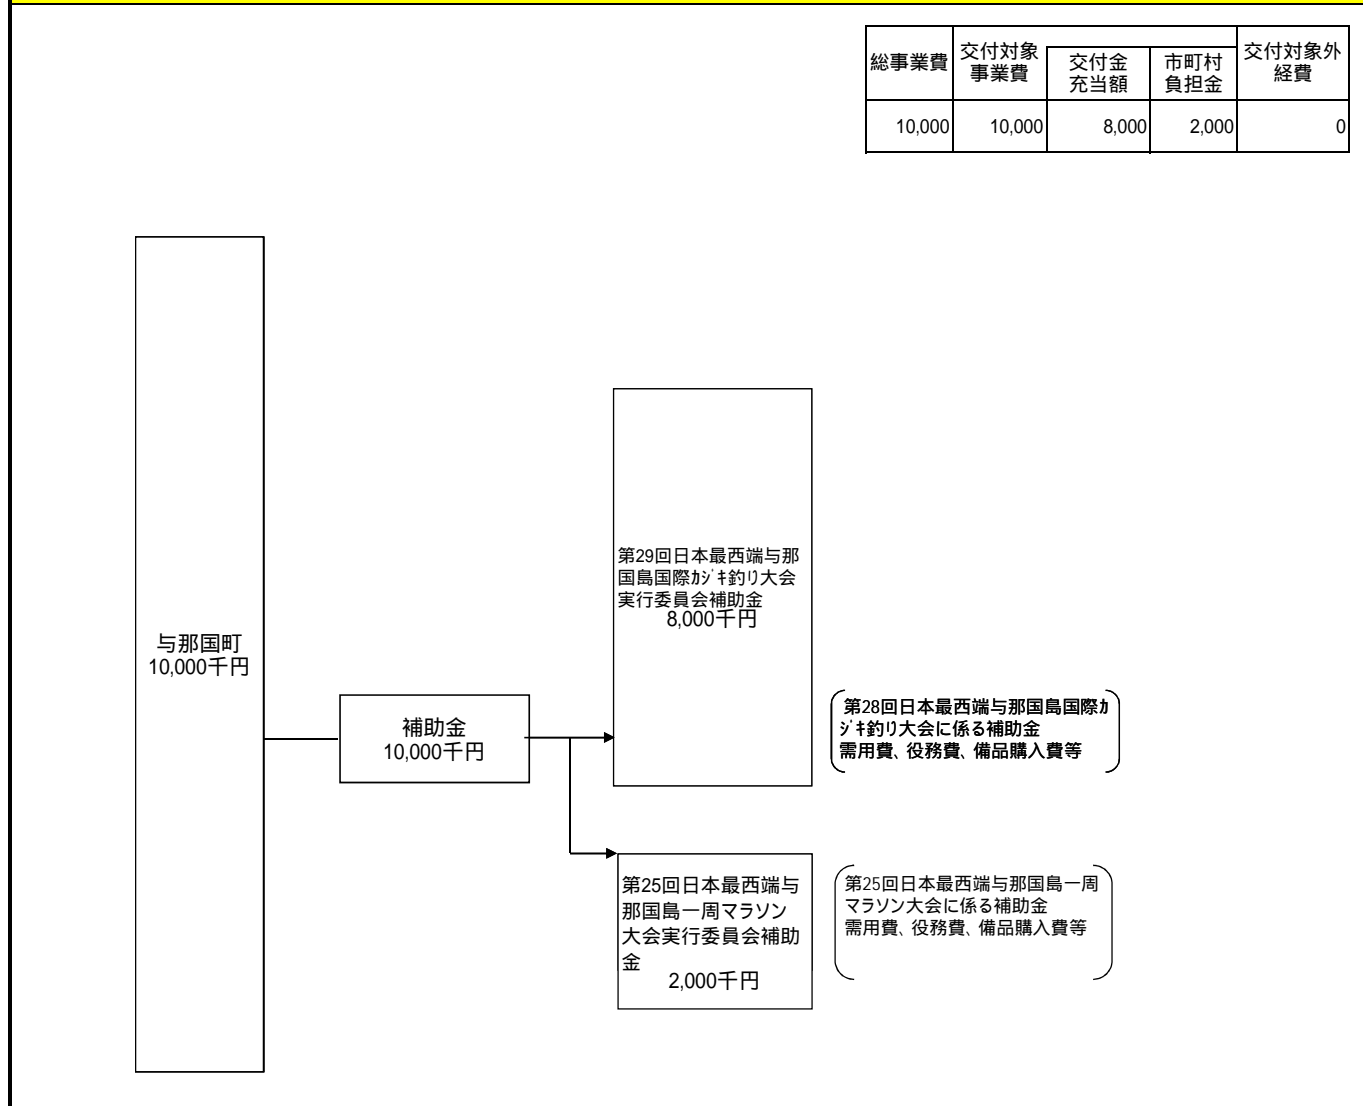 総事業費
交付対象
事業費
交付金
充当額
市町村
負担金
交付対象外
経費
10,000 10,000 8,000 2,000 0
与那国町
10,000千円
補助金
10,000千円
第29回日本最西端与那
国島国際ｶｼﾞｷ釣り大会
実行委員会補助金
8,000千円
第28回日本最西端与那国島国際ｶ
ｼﾞｷ釣り大会に係る補助金
需用費、役務費、備品購入費等
第25回日本最西端与
那国島一周マラソン
大会実行委員会補助
金
2,000千円
第25回日本最西端与那国島一周
マラソン大会に係る補助金
需用費、役務費、備品購入費等